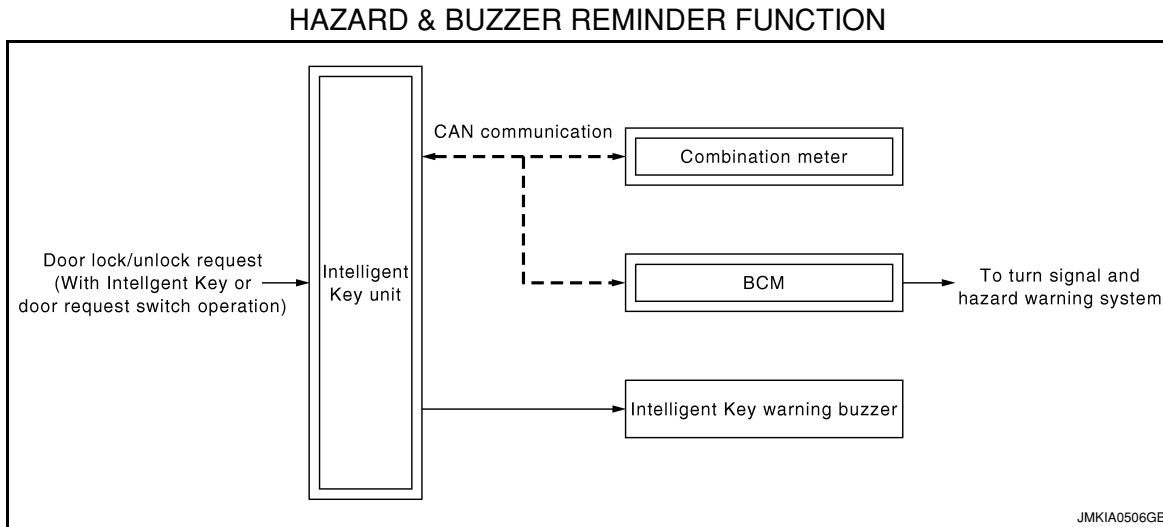 HAZARD & BUZZER REMINDER FUNCTION
CAN communication
Combination meter
Door lock/unlock request
(With Intellgent Key or
door request switch operation)
Intelligent
Key unit
BCM
To turn signal and
hazard warning system
Intelligent Key warning buzzer
JMKIA0506GB